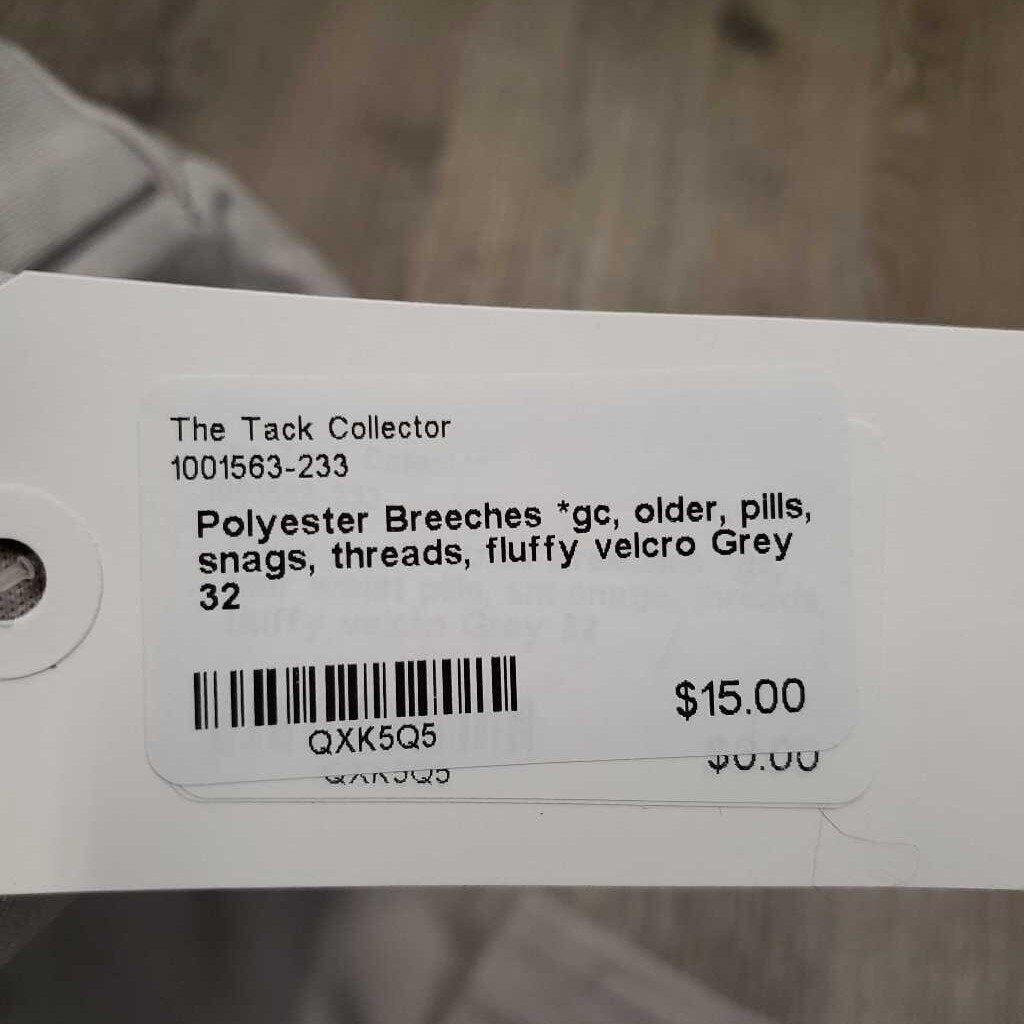 The Tack Collector
1001563-233
Polyester Breeches *gc, older, pills,
snags, threads, fluffy velcro Grey
32
$15.00
QXK5Q5